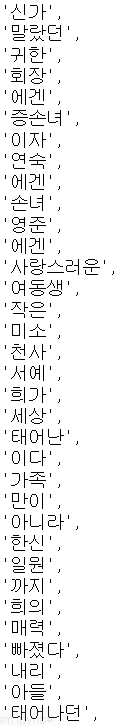 '신가',
'말랐던',
'귀한',
'회장',
'에겐',
'증손녀',
'이자',
'연숙',
'에겐',
'손녀',
'영준',
'에겐',
'사랑스러운',
'여동생',
'작은',
'미소',
'천사',
'서예',
'희가',
'세상',
'태어난',
'이다',
'가족',
'만이',
'아니라',
'한신',
'일원',
'까지',
'희의',
'매력',
'빠졌다',
'내리',
'아들',
'태어나던',